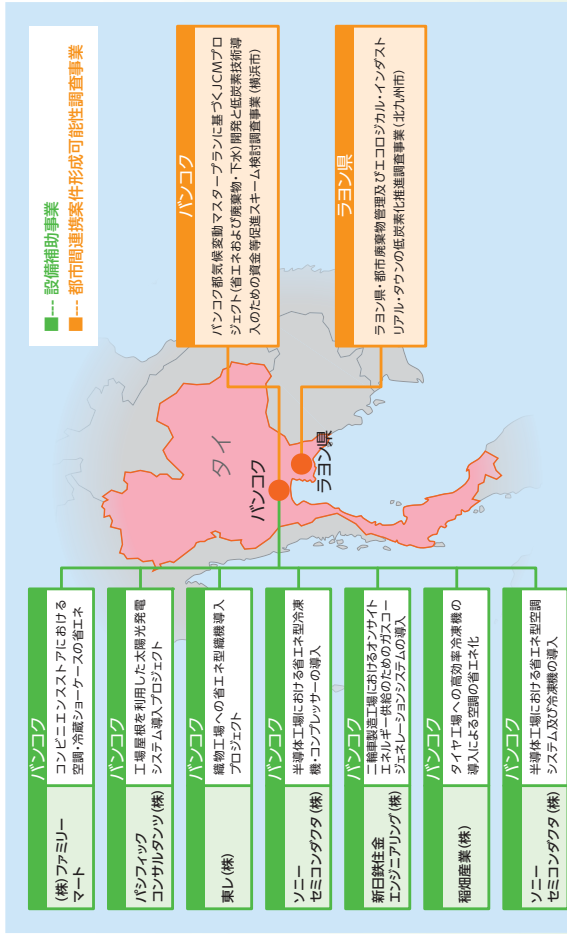 ■--- 設備補助事業
■--- 都市間連携案件形成可能性調査事業
タイ
バンコク
ラヨン県
バンコク
(株)ファミリー
マート
コンビニエンスストアにおける
空調・冷蔵ショーケースの省エネ
バンコク
パシフィック
コンサルタンツ(株)
工場屋根を利用した太陽光発電
システム導入プロジェクト
バンコク
東レ(株)
織物工場への省エネ型織機導入
プロジェクト
バンコク
ソニー
セミコンダクタ(株)
半導体工場における省エネ型冷凍
機・コンプレッサーの導入
バンコク
新日鉄住金
エンジニアリング(株)
二輪車製造工場におけるオンサイト
エネルギー供給のためのガスコー
ジェネレーションシステムの導入
バンコク
稲畑産業(株)
タイヤ工場への高効率冷凍機の
導入による空調の省エネ化
バンコク
ソニー
セミコンダクタ(株)
半導体工場における省エネ型空調
システム及び冷凍機の導入
バンコク
バンコク都気候変動マスタープランに基づくJCMプロ
ジェクト(省エネおよび廃棄物・下水)開発と低炭素技術導
入のための資金等促進スキーム検討調査事業(横浜市)
ラヨン県
ラヨン県・都市廃棄物管理及びエコロジカル・インダスト
リアル・タウンの低炭素化推進調査事業(北九州市)